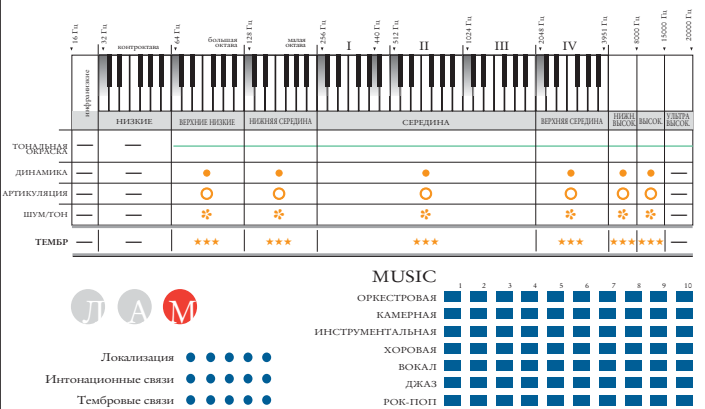 16 Гц 32 Гц 64 Гц 128 Гц 256 Гц 440 Гц 512 Гц 1024 Гц 2048 Гц 3951 Гц 8000 Гц 15000 Гц 20000 Гц
контроктава большая октава малая октава I II III IV
инфранизкие
НИЗКИЕ ВЕРХНИЕ НИЗКИЕ НИЖНЯЯ СЕРЕДИНА СЕРЕДИНА ВЕРХНЯЯ СЕРЕДИНА НИЖН. ВЫСОК. ВЫСОК. УЛЬТРА ВЫСОК.
ТОНАЛЬНАЯ
ОКРАСКА
ДИНАМИКА
АРТИКУЛЯЦИЯ
ШУМ/ТОН
ТЕМБР
Л А М
MUSIC
1 2 3 4 5 6 7 8 9 10
ОРКЕСТРОВАЯ
КАМЕРНАЯ
ИНСТРУМЕНТАЛЬНАЯ
ХОРОВАЯ
ВОКАЛ
ДЖАЗ
РОК-ПОП
Локализация
Интонационные связи
Тембровые связи